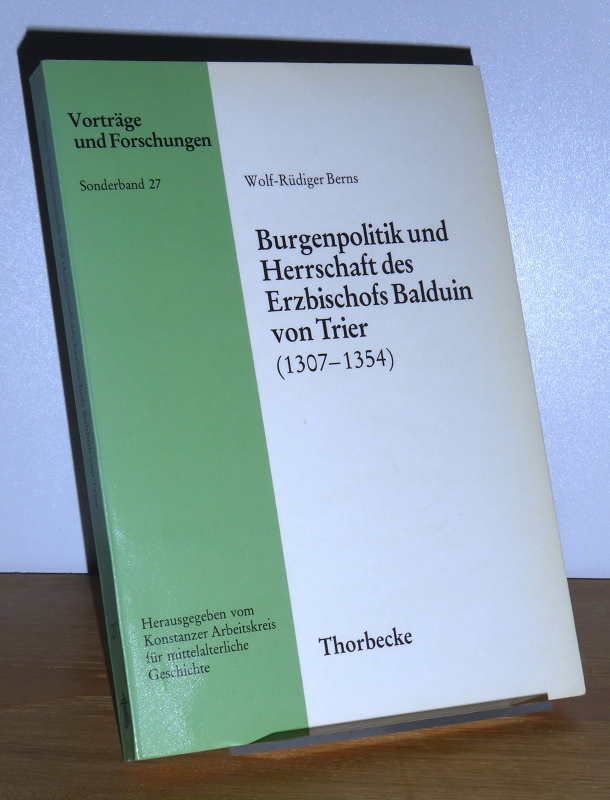 Vorträge
und Forschungen
Sonderband 27
Wolf-Rüdiger Berns
Burgenpolitik und
Herrschaft des
Erzbischofs Balduin
von Trier
(1307–1354)
Herausgegeben vom
Konstanzer Arbeitskreis
für mittelalterliche
Geschichte
Thorbecke